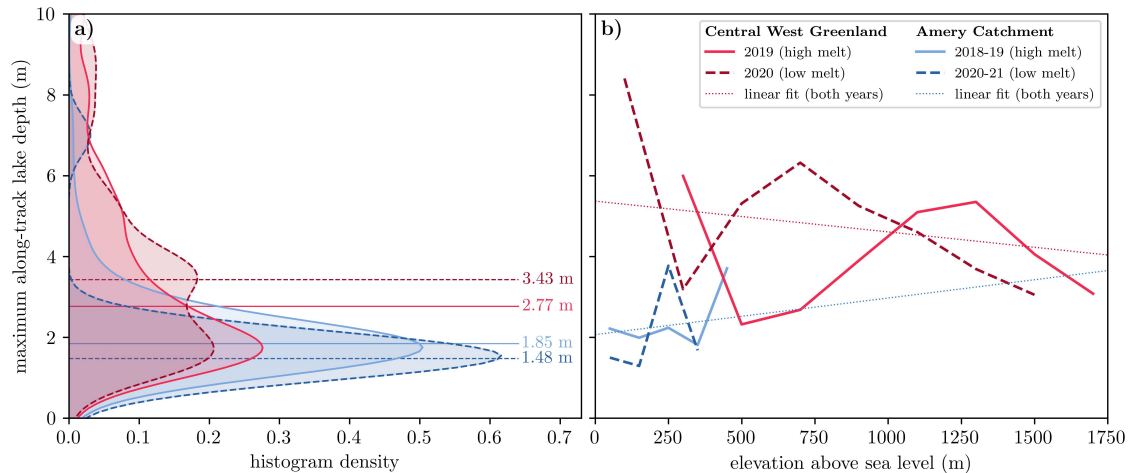 a)
maximum along-track lake depth (m)
10
8
6
4
2
0
3.43 m
2.77 m
1.85 m
1.48 m
0.0 0.1 0.2 0.3 0.4 0.5 0.6 0.7
histogram density
b)
Central West Greenland
2019 (high melt)
2020 (low melt)
linear fit (both years)
Amery Catchment
2018-19 (high melt)
2020-21 (low melt)
linear fit (both years)
0 250 500 750 1000 1250 1500 1750
elevation above sea level (m)